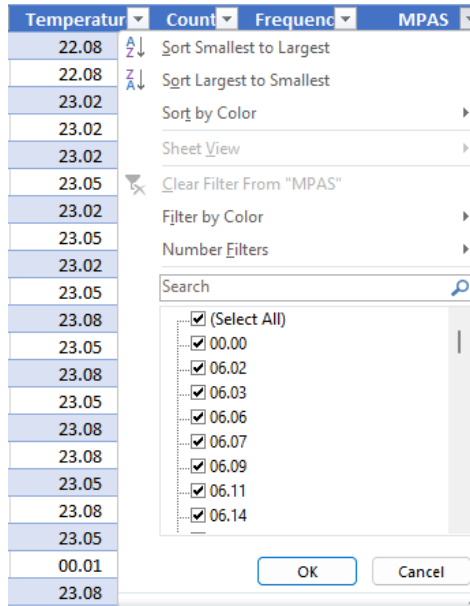 Temperatur Count Frequenc MPAS
22.08
22.08
23.02
23.02
23.02
23.05
23.02
23.05
23.02
23.05
23.08
23.05
23.08
23.05
23.08
23.08
23.05
23.08
23.05
00.01
23.08
Sort Smallest to Largest
Sort Largest to Smallest
Sort by Color
Sheet View
Clear Filter From "MPAS"
Filter by Color
Number Filters
Search
(Select All)
00.00
06.02
06.03
06.06
06.07
06.09
06.11
06.14
OK Cancel